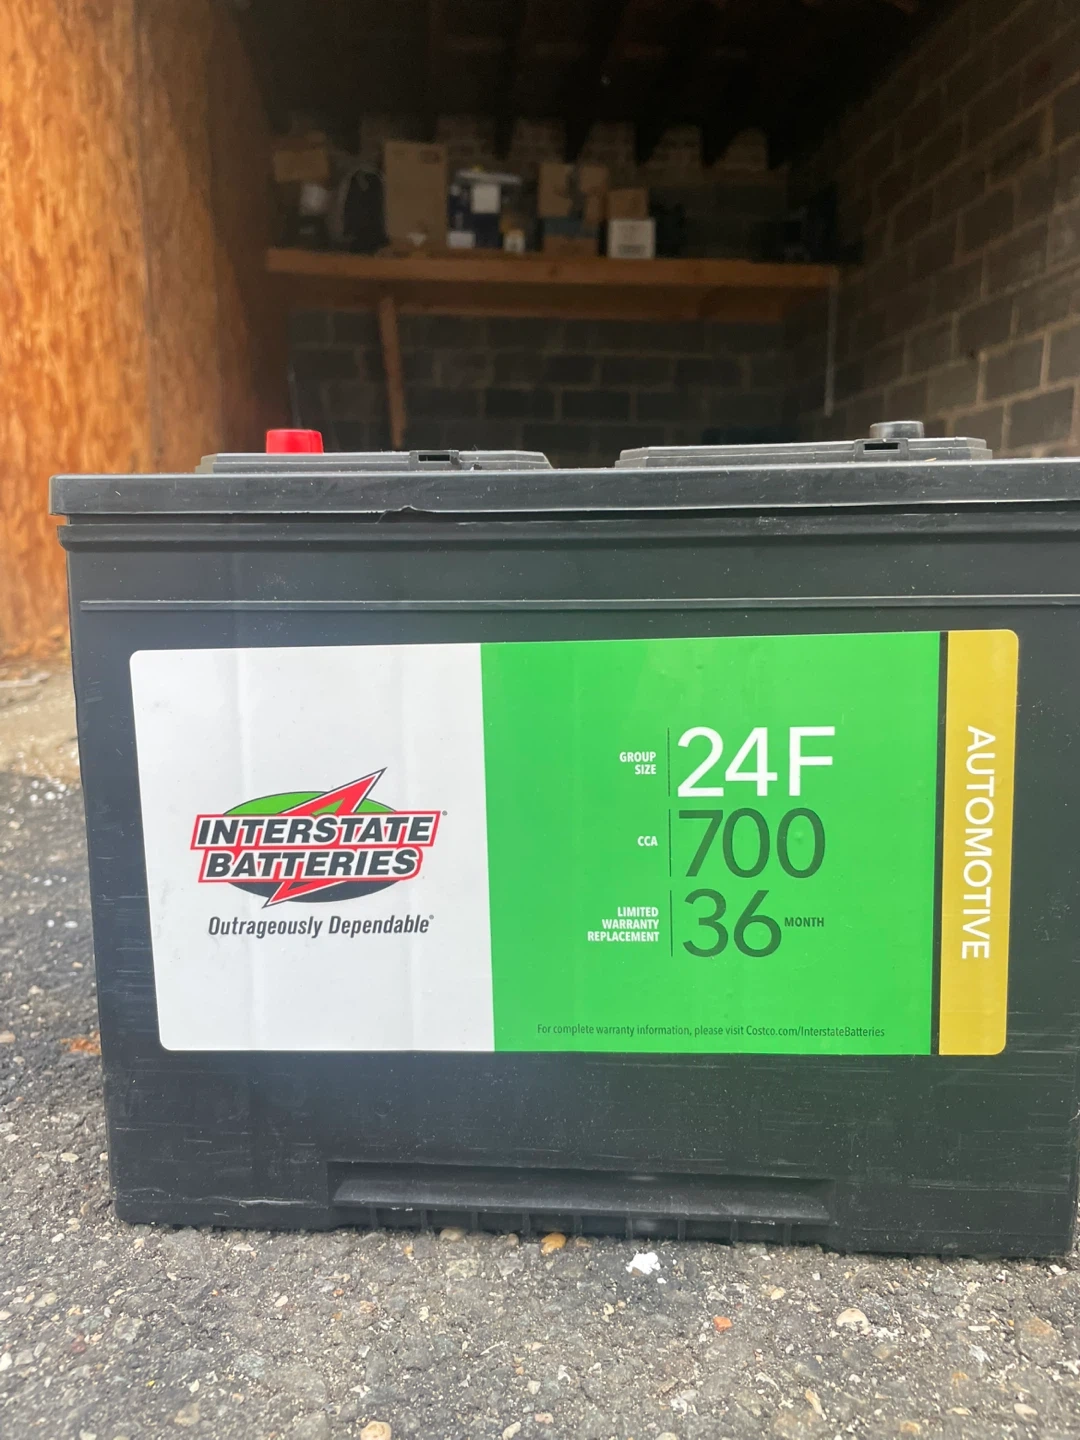 INTERSTATE
BATTERIES
Outrageously Dependable®
GROUP
SIZE
24F
CCA
700
LIMITED
WARRANTY
REPLACEMENT
36 MONTH
For complete warranty information, please visit Costco.com/InterstateBatteries
AUTOMOTIVE